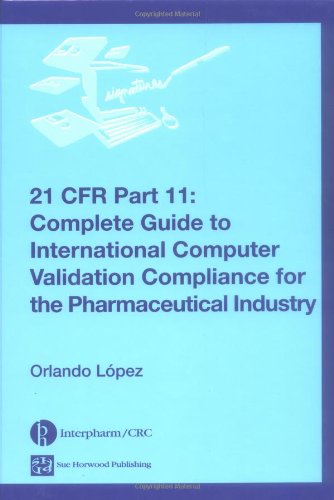 signatures
21 CFR Part 11:
Complete Guide to
International Computer
Validation Compliance for
the Pharmaceutical Industry
Orlando López
Interpharm/CRC
Sue Horwood Publishing